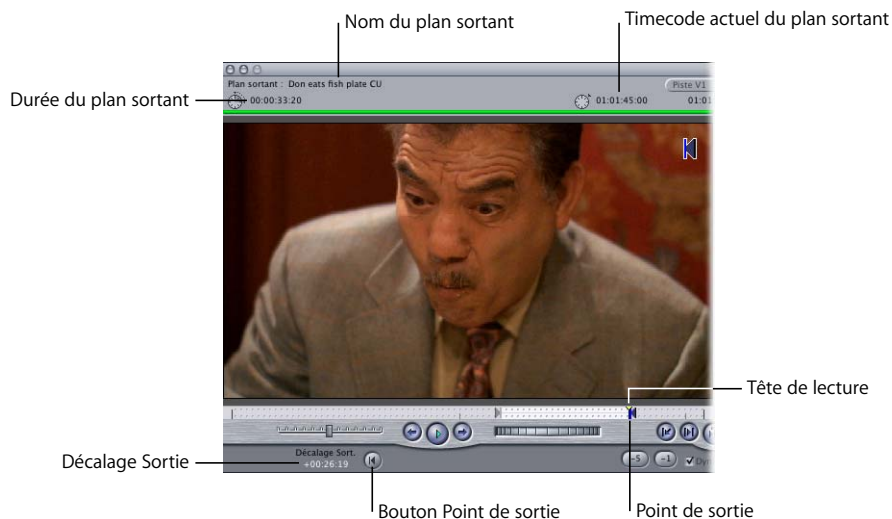 Nom du plan sortant
Timecode actuel du plan sortant
Plan sortant : Don eats fish plate CU
Piste V1
Durée du plan sortant
00:00:33:20
01:01:45:00
01:01
Tête de lecture
Décalage Sortie
Décalage Sort.
+00:26:19
-5
-1
Dyn
Bouton Point de sortie
Point de sortie